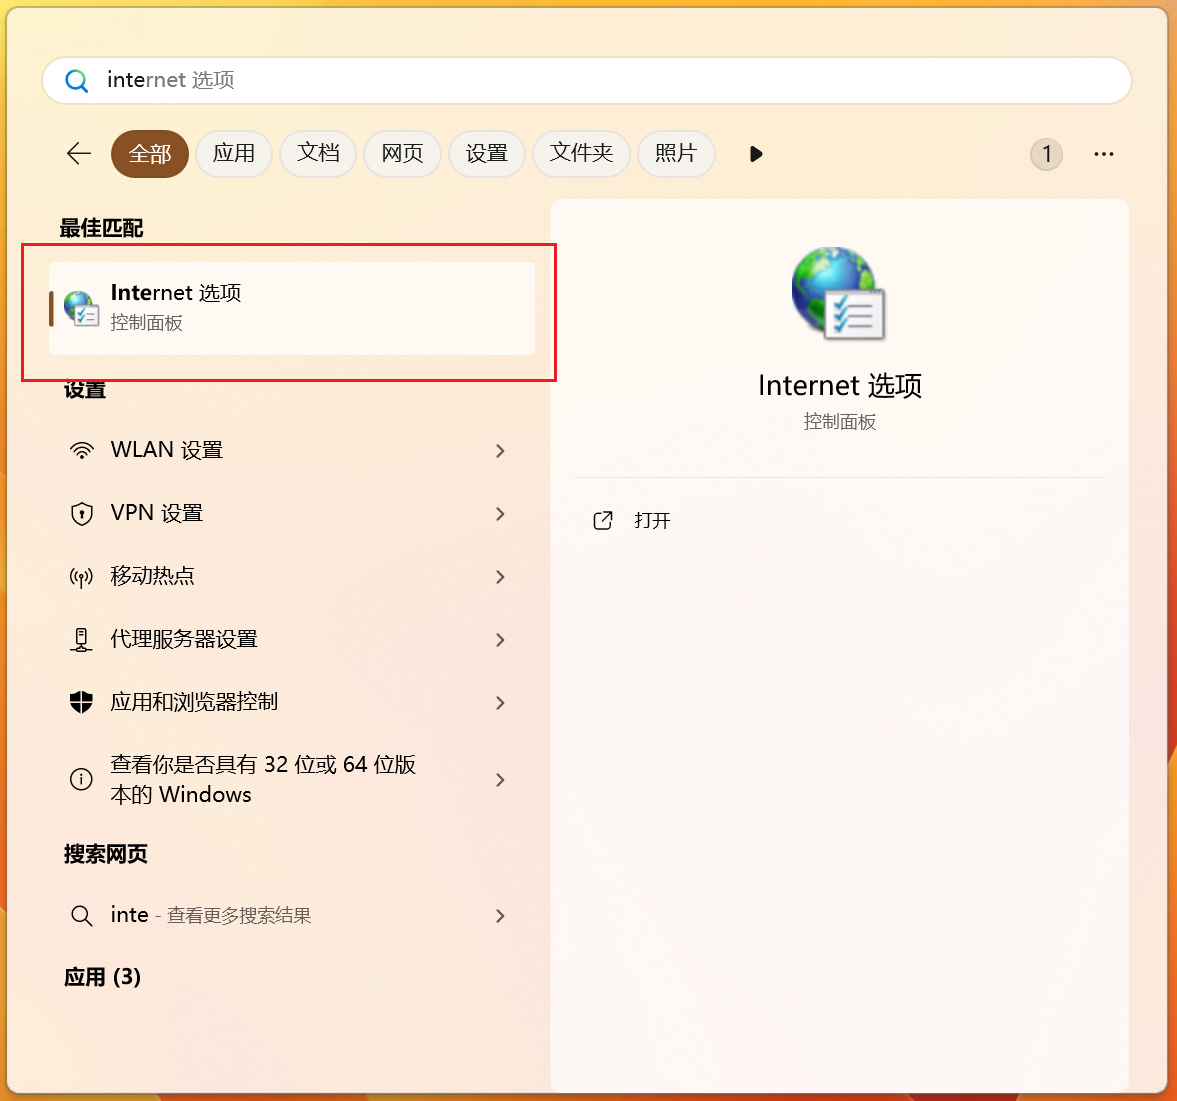 internet 选项
全部 应用 文档 网页 设置 文件夹 照片 1
最佳匹配
Internet 选项
控制面板
设置
WLAN 设置
VPN 设置
移动热点
代理服务器设置
应用和浏览器控制
查看你是否具有 32 位或 64 位版
本的 Windows
搜索网页
inte - 查看更多搜索结果
应用 (3)
Internet 选项
控制面板
打开